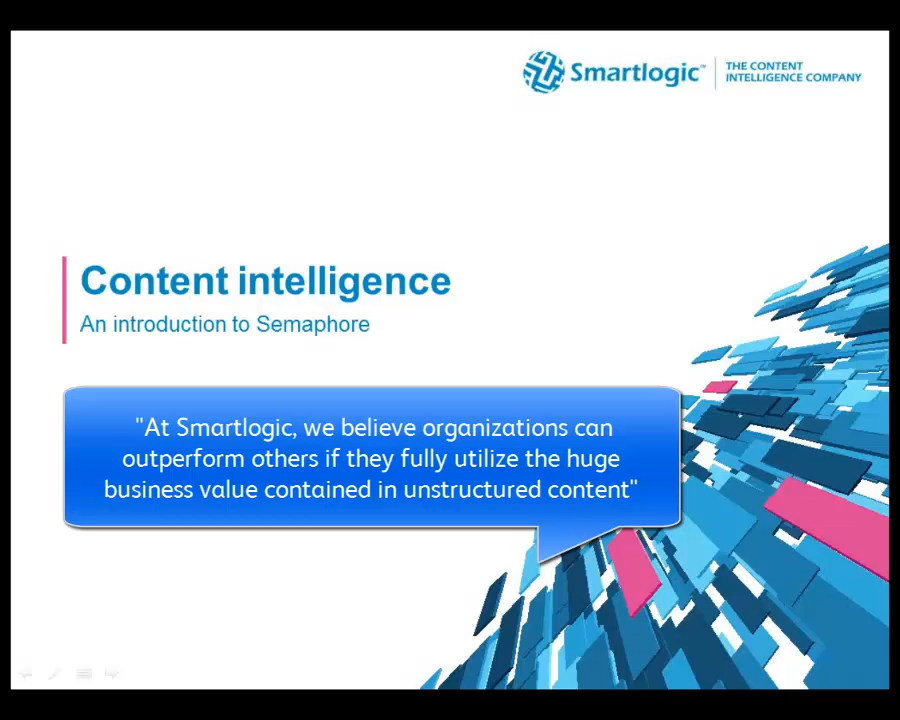 Smartlogic™
THE CONTENT
INTELLIGENCE COMPANY
Content intelligence
An introduction to Semaphore
"At Smartlogic, we believe organizations can
outperform others if they fully utilize the huge
business value contained in unstructured content"